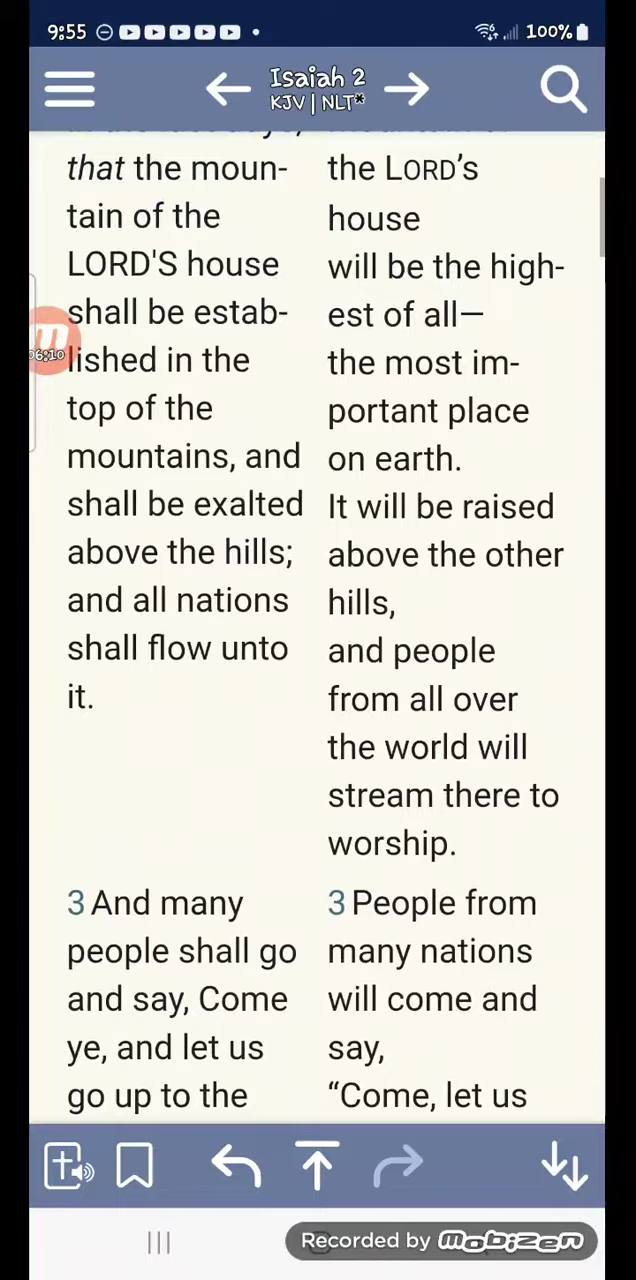 9:55
100%
Isaiah 2
KJV | NLT*
that the moun-
tain of the
LORD'S house
shall be estab-
lished in the
top of the
mountains, and
shall be exalted
above the hills;
and all nations
shall flow unto
it.
the LORD's
house
will be the high-
est of all—
the most im-
portant place
on earth.
It will be raised
above the other
hills,
and people
from all over
the world will
stream there to
worship.
3 And many
people shall go
and say, Come
ye, and let us
go up to the
3 People from
many nations
will come and
say,
“Come, let us
06:10
Recorded by mobizen